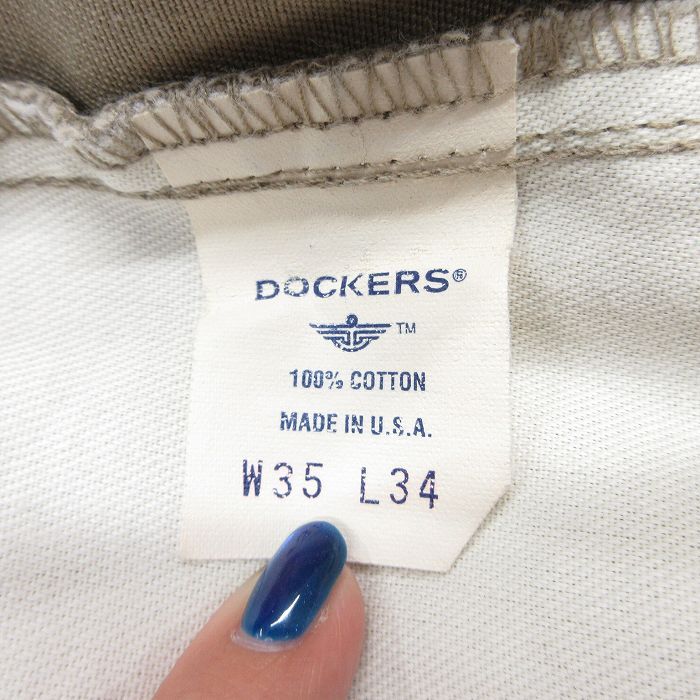 DOCKERS®
TM
100% COTTON
MADE IN U.S.A.
W35 L34